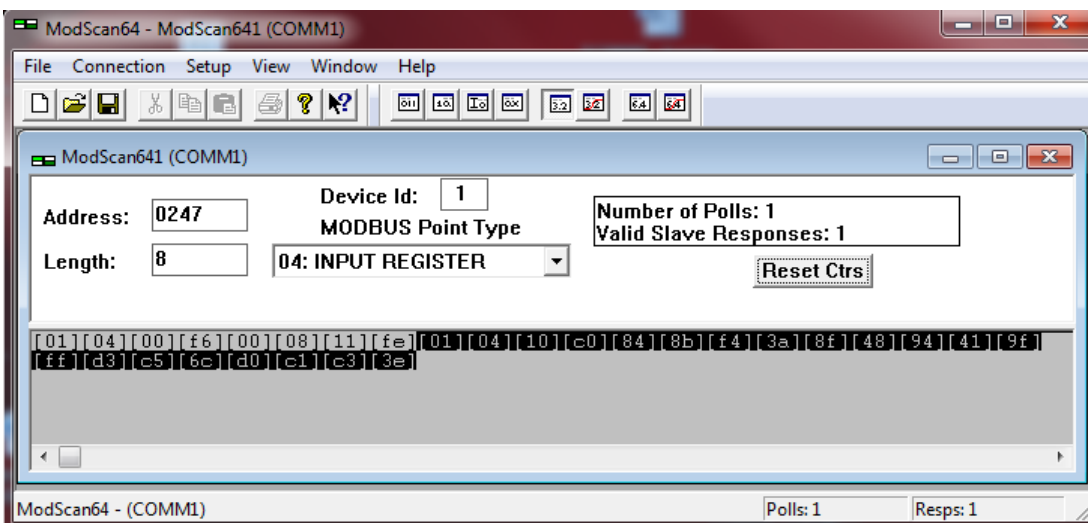 ModScan64 - ModScan641 (COMM1)
File Connection Setup View Window Help
ModScan641 (COMM1)
Address: 0247
Length: 8
Device Id: 1
MODBUS Point Type
04: INPUT REGISTER
Number of Polls: 1
Valid Slave Responses: 1
Reset Ctrs
[01][04][00][f6][00][08][11][fe][01][04][10][c0][84][8b][f4][3a][8f][48][94][41][9f]
[ff][d3][c5][6c][d0][c1][c3][3e]
ModScan64 - (COMM1)
Polls: 1
Resps: 1